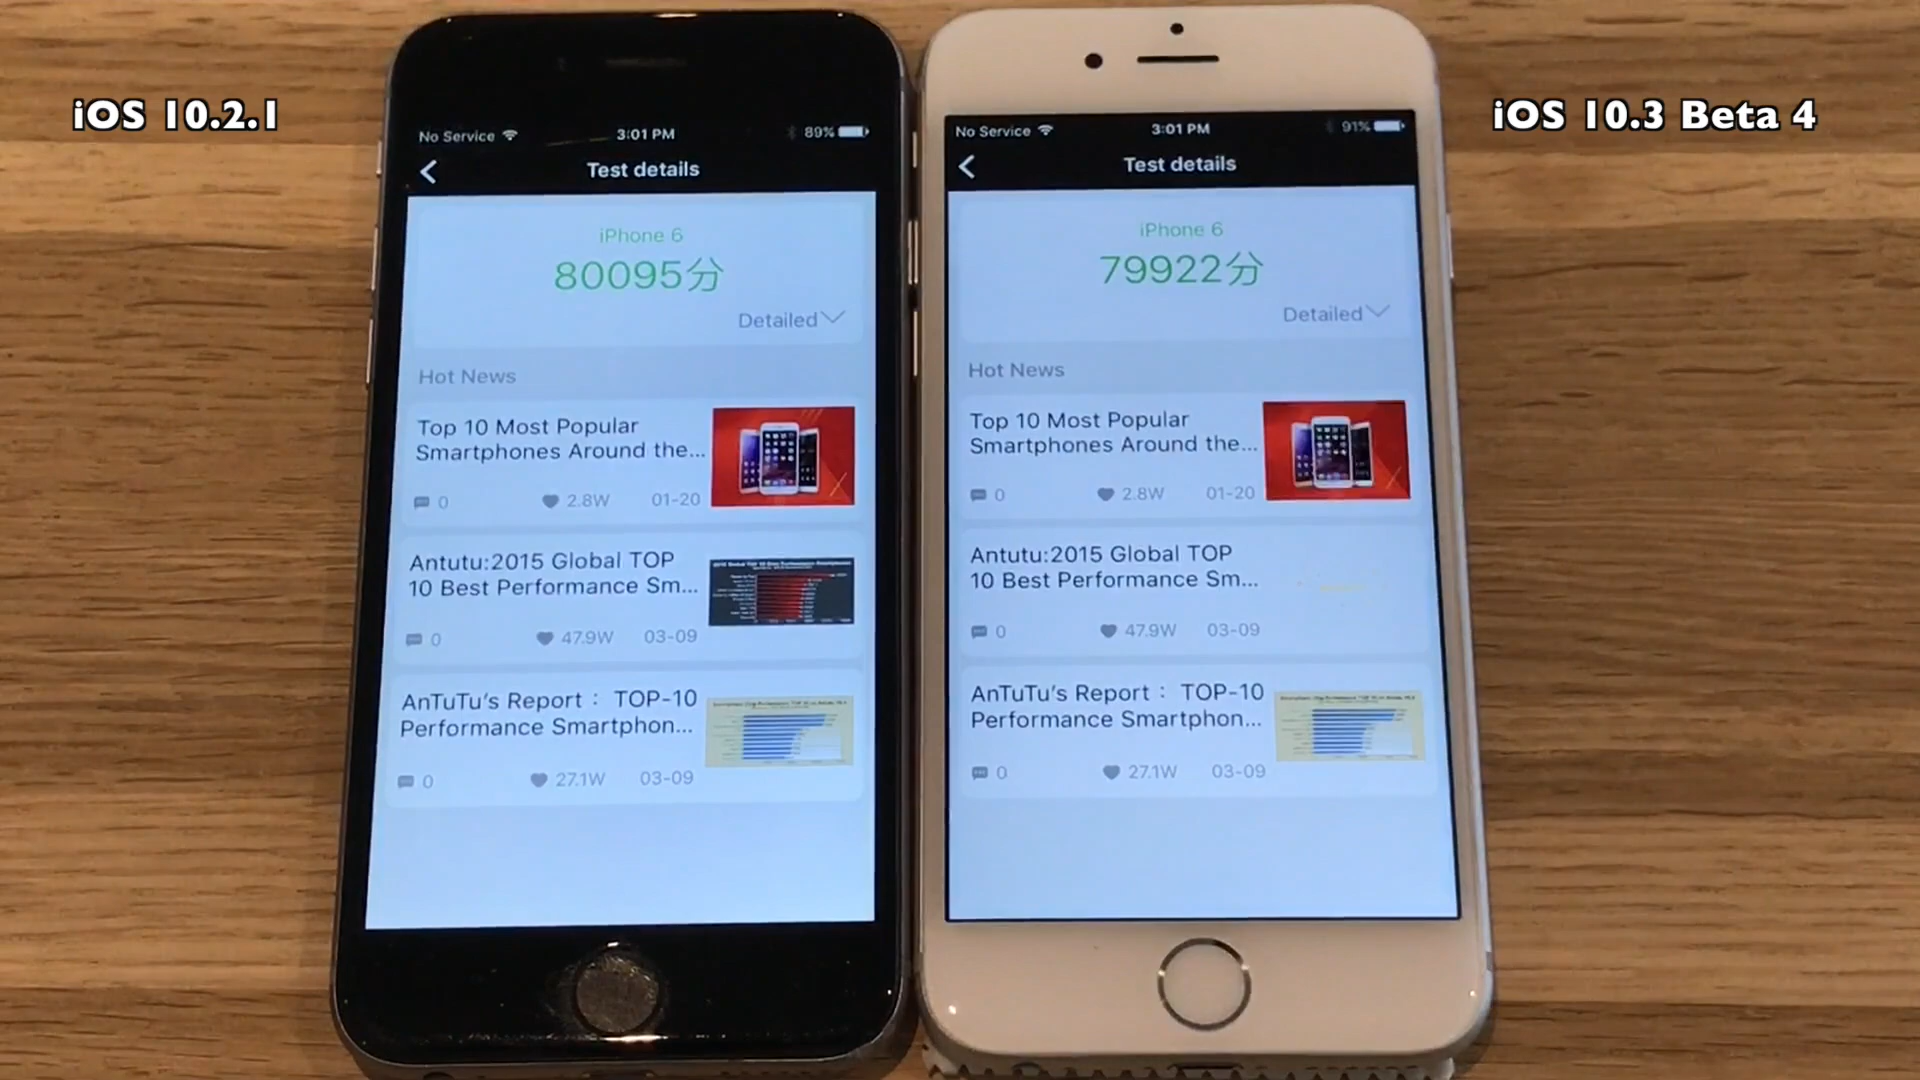 iOS 10.2.1
iOS 10.3 Beta 4
No Service 3:01 PM 89%
Test details
iPhone 6
80095分
Detailed
Hot News
Top 10 Most Popular
Smartphones Around the...
0 2.8W 01-20
Antutu:2015 Global TOP
10 Best Performance Sm...
0 47.9W 03-09
AnTuTu's Report： TOP-10
Performance Smartphon...
0 27.1W 03-09
No Service 3:01 PM 91%
Test details
iPhone 6
79922分
Detailed
Hot News
Top 10 Most Popular
Smartphones Around the...
0 2.8W 01-20
Antutu:2015 Global TOP
10 Best Performance Sm...
0 47.9W 03-09
AnTuTu's Report： TOP-10
Performance Smartphon...
0 27.1W 03-09